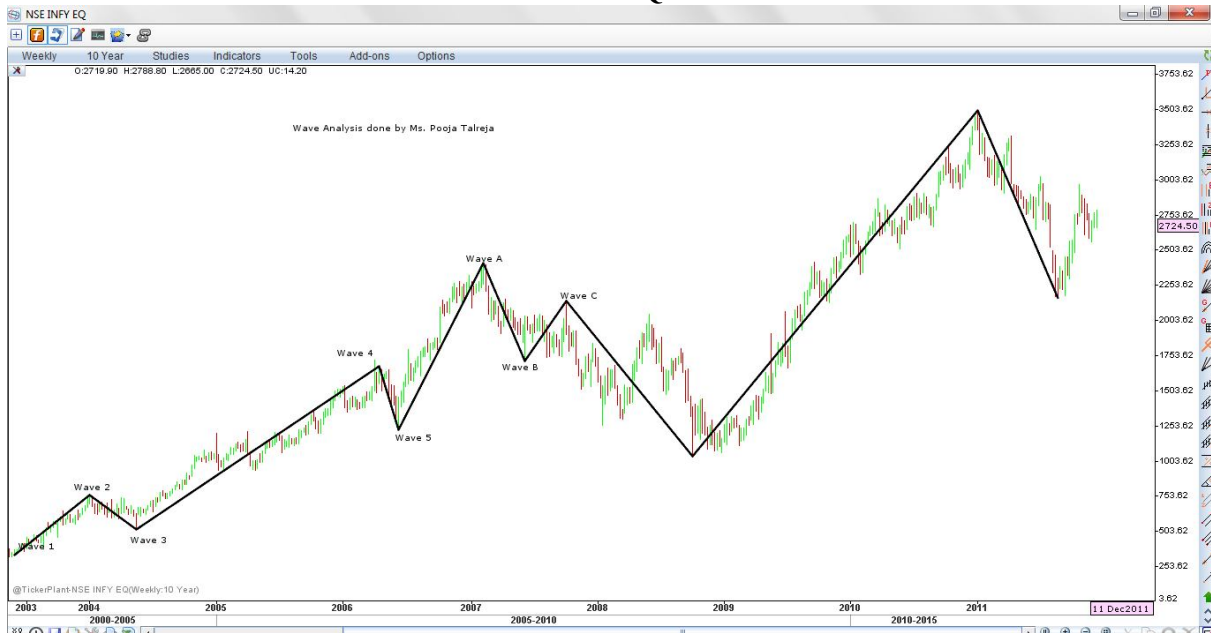 Q
NSE INFY EQ
Weekly 10 Year Studies Indicators Tools Add-ons Options
O:2719.90 H:2788.80 L:2665.00 C:2724.50 UC:14.20
Wave Analysis done by Ms. Pooja Talreja
3753.62
3503.62
3253.62
3003.62
2753.62
2724.50
2503.62
2253.62
2003.62
1753.62
1503.62
1253.62
1003.62
753.62
503.62
253.62
3.62
Wave A
Wave C
Wave 4
Wave B
Wave 5
Wave 2
Wave 3
Wave 1
@TickerPlant-NSE INFY EQ(Weekly:10 Year)
2003 2004 2005 2006 2007 2008 2009 2010 2011 11 Dec2011
2000-2005 2005-2010 2010-2015